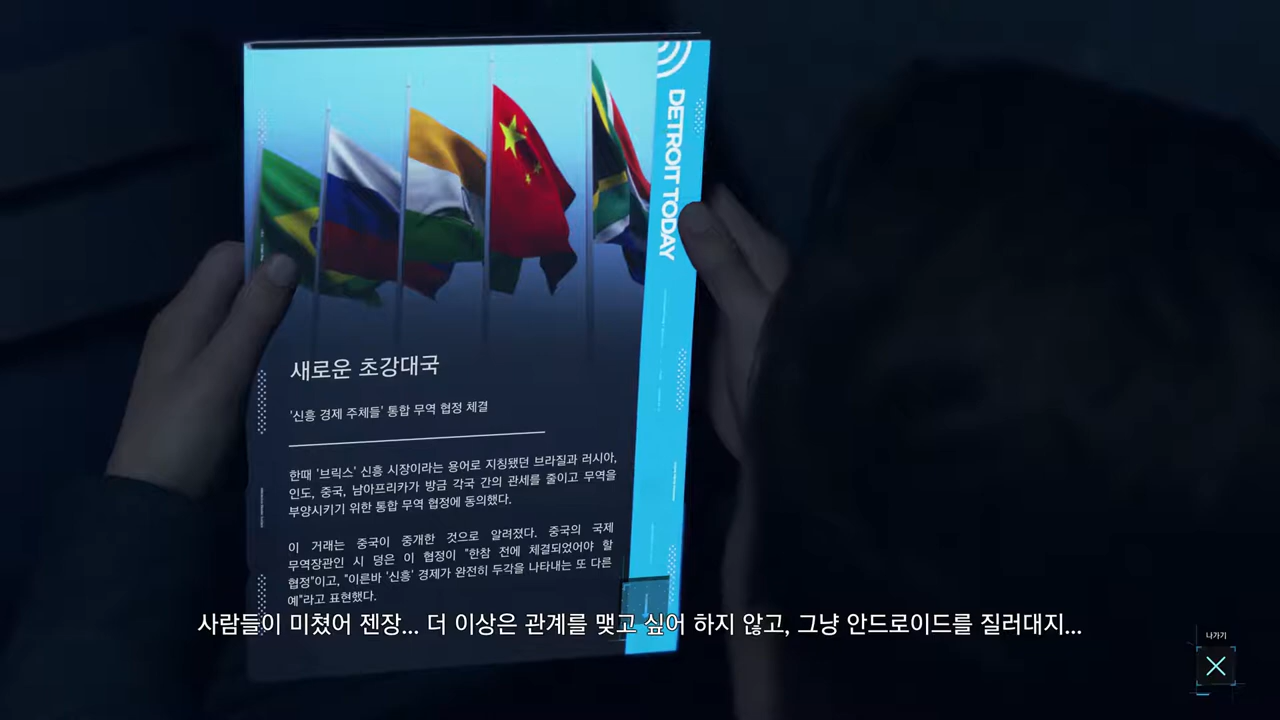 DETROIT TODAY
새로운 초강대국
'신흥 경제 주체들' 통합 무역 협정 체결
한때 '브릭스' 신흥 시장이라는 용어로 지칭됐던 브라질과 러시아,
인도, 중국, 남아프리카가 방금 각국 간의 관세를 줄이고 무역을
부양시키기 위한 통합 무역 협정에 동의했다.
이 거래는 중국이 중개한 것으로 알려졌다. 중국의 국제
무역장관인 시 덩은 이 협정이 "한참 전에 체결되었어야 할
협정"이고, "이른바 '신흥' 경제가 완전히 두각을 나타내는 또 다른
예"라고 표현했다.
사람들이 미쳤어 젠장... 더 이상은 관계를 맺고 싶어 하지 않고, 그냥 안드로이드를 질러대지...
나가기